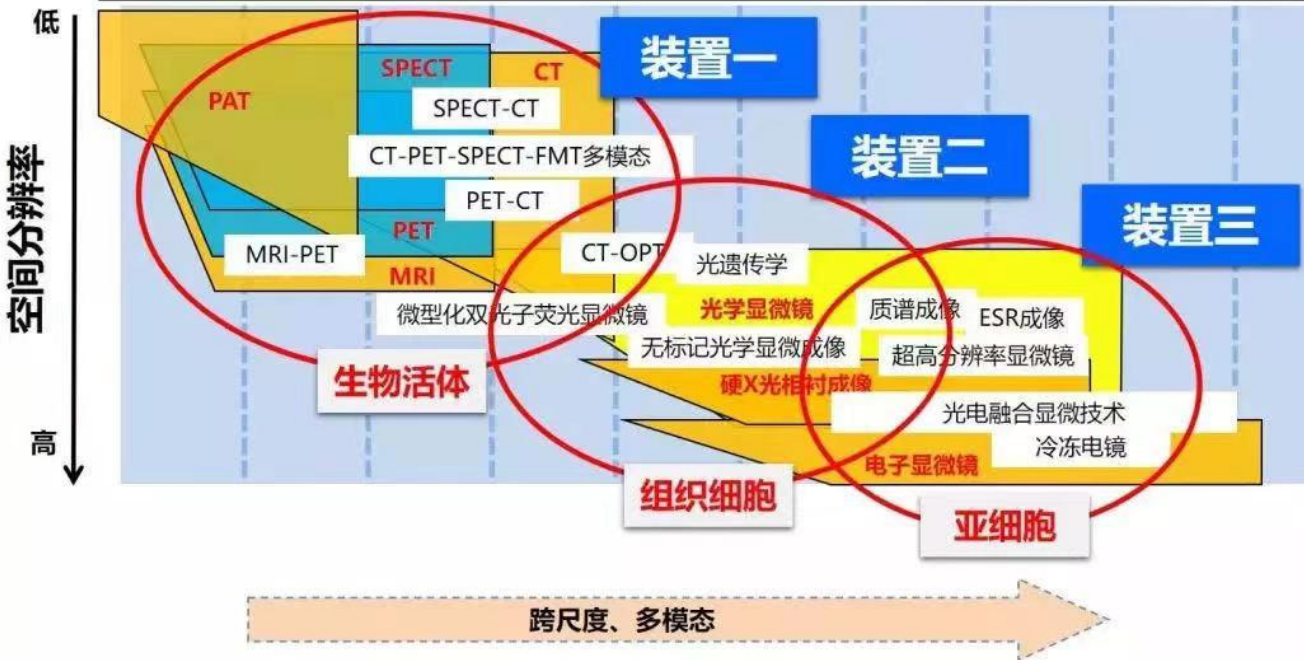 低
空间分辨率
高
装置一
装置二
装置三
SPECT
CT
PAT
SPECT-CT
CT-PET-SPECT-FMT多模态
PET-CT
PET
MRI-PET
MRI
CT-OPT
光遗传学
微型化双光子荧光显微镜
光学显微镜
质谱成像
ESR成像
无标记光学显微成像
超高分辨率显微镜
硬X光相衬成像
光电融合显微技术
冷冻电镜
电子显微镜
生物活体
组织细胞
亚细胞
跨尺度、多模态